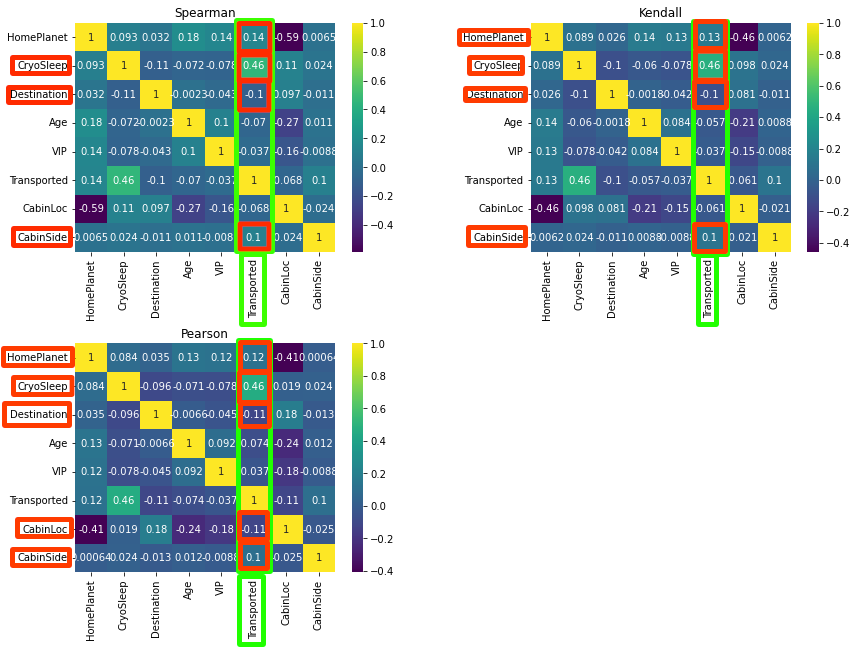 Spearman
HomePlanet 1 0.093 0.032 0.18 0.14 0.14 -0.59 0.0065
CryoSleep 0.093 1 -0.11 -0.072 -0.078 0.46 0.11 0.024
Destination 0.032 -0.11 1 -0.0023 -0.043 -0.1 0.097 -0.011
Age 0.18 -0.072 -0.0023 1 0.1 -0.07 -0.27 0.011
VIP 0.14 -0.078 -0.043 0.1 1 -0.037 -0.16 -0.0088
Transported 0.14 0.46 -0.1 -0.07 -0.037 1 -0.068 0.1
CabinLoc -0.59 0.11 0.097 -0.27 -0.16 -0.068 1 -0.024
CabinSide 0.0065 0.024 -0.011 0.011 -0.008 0.1 -0.024 1
HomePlanet CryoSleep Destination Age VIP Transported CabinLoc CabinSide
1.0
0.8
0.6
0.4
0.2
0.0
-0.2
-0.4
Kendall
HomePlanet 1 0.089 0.026 0.14 0.13 0.13 -0.46 0.0062
CryoSleep 0.089 1 -0.1 -0.06 -0.078 0.46 0.098 0.024
Destination 0.026 -0.1 1 -0.0018 -0.042 -0.1 0.081 -0.011
Age 0.14 -0.06 -0.0018 1 0.084 -0.057 -0.21 0.0088
VIP 0.13 -0.078 -0.042 0.084 1 -0.037 -0.15 -0.0088
Transported 0.13 0.46 -0.1 -0.057 -0.037 1 -0.061 0.1
CabinLoc -0.46 0.098 0.081 -0.21 -0.15 -0.061 1 -0.021
CabinSide 0.0062 0.024 -0.011 0.0088 -0.0088 0.1 -0.021 1
HomePlanet CryoSleep Destination Age VIP Transported CabinLoc CabinSide
1.0
0.8
0.6
0.4
0.2
0.0
-0.2
-0.4
Pearson
HomePlanet 1 0.084 0.035 0.13 0.12 0.12 -0.41 0.00064
CryoSleep 0.084 1 -0.096 -0.071 -0.078 0.46 0.019 0.024
Destination 0.035 -0.096 1 -0.0066 -0.045 -0.11 0.18 -0.013
Age 0.13 -0.071 -0.0066 1 0.092 -0.074 -0.24 0.012
VIP 0.12 -0.078 -0.045 0.092 1 -0.037 -0.18 -0.0088
Transported 0.12 0.46 -0.11 -0.074 -0.037 1 -0.11 0.1
CabinLoc -0.41 0.019 0.18 -0.24 -0.18 -0.11 1 -0.025
CabinSide 0.00064 0.024 -0.013 0.012 -0.0088 0.1 -0.025 1
HomePlanet CryoSleep Destination Age VIP Transported CabinLoc CabinSide
1.0
0.8
0.6
0.4
0.2
0.0
-0.2
-0.4